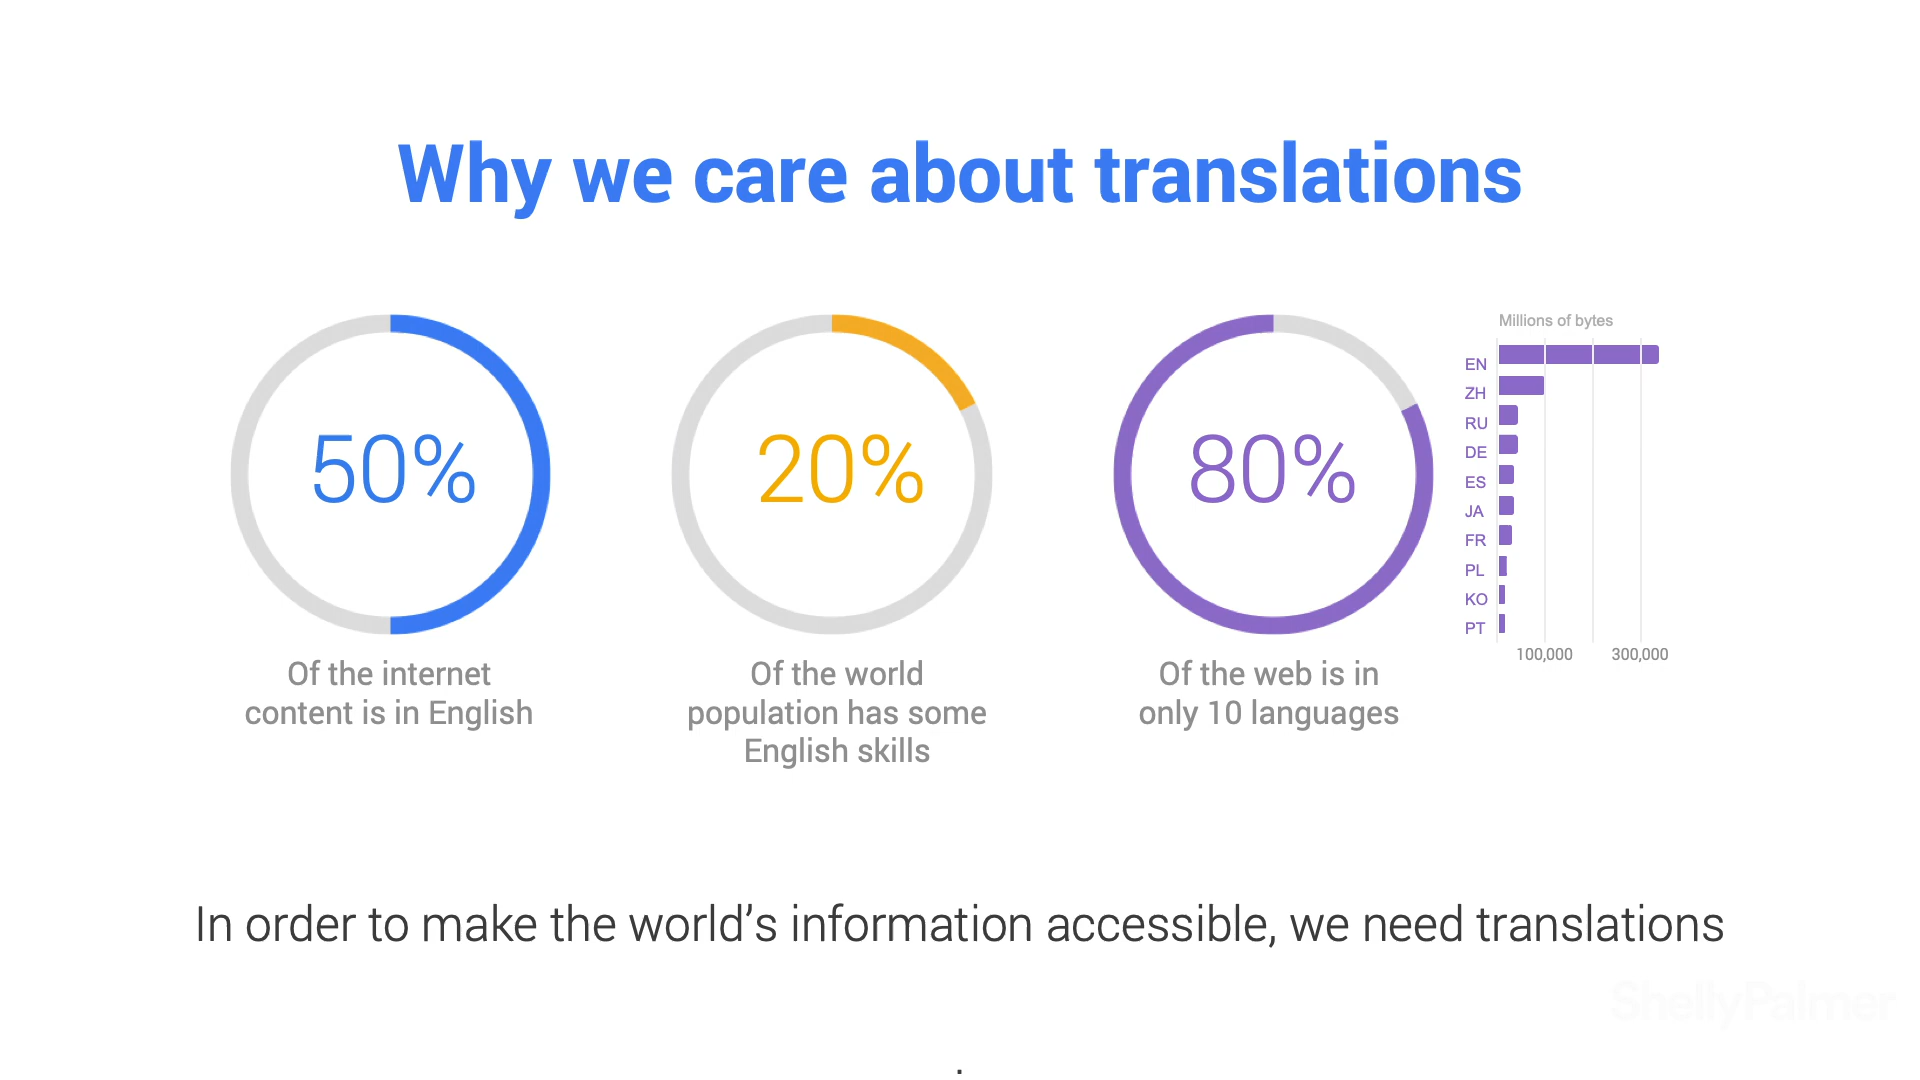 Why we care about translations
50%
Of the internet
content is in English
20%
Of the world
population has some
English skills
80%
Of the web is in
only 10 languages
Millions of bytes
EN
ZH
RU
DE
ES
JA
FR
PL
KO
PT
100,000
300,000
In order to make the world’s information accessible, we need translations
ShellyPalmer